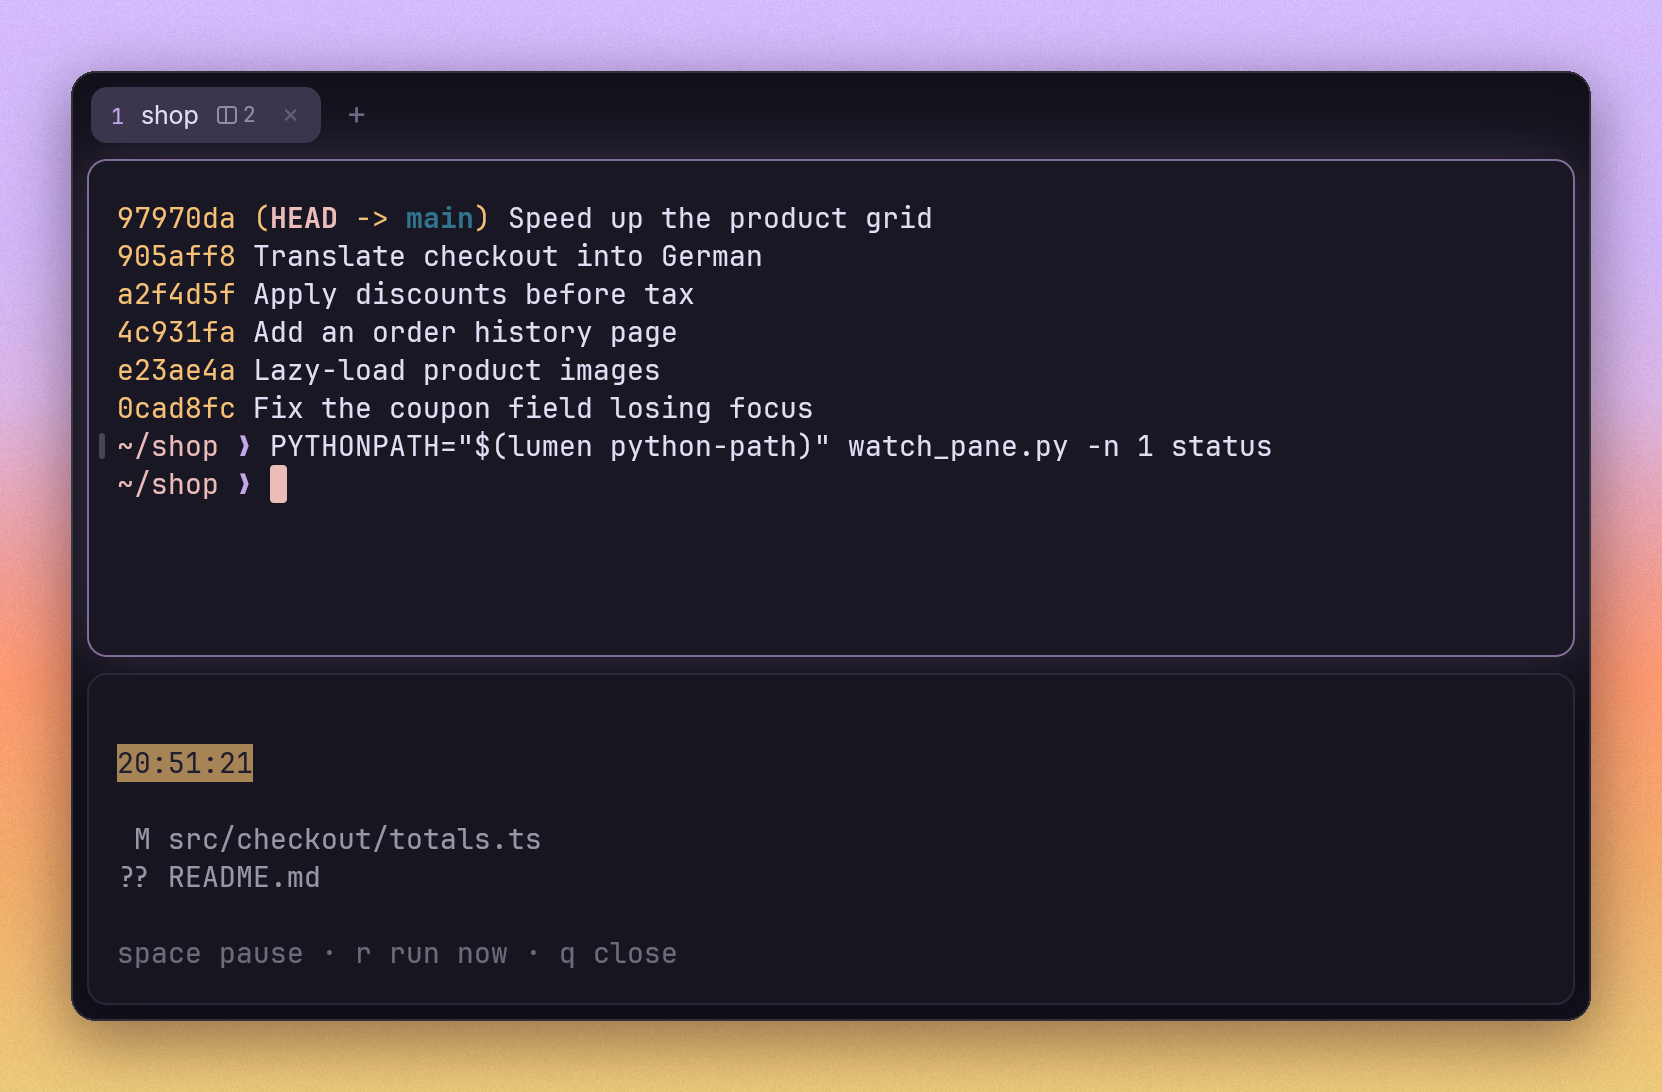 1 shop 2 × +
97970da (HEAD -> main) Speed up the product grid
905aff8 Translate checkout into German
a2f4d5f Apply discounts before tax
4c931fa Add an order history page
e23ae4a Lazy-load product images
0cad8fc Fix the coupon field losing focus
~/shop ❯ PYTHONPATH="$(lumen python-path)" watch_pane.py -n 1 status
~/shop ❯
20:51:21
 M src/checkout/totals.ts
?? README.md
space pause · r run now · q close